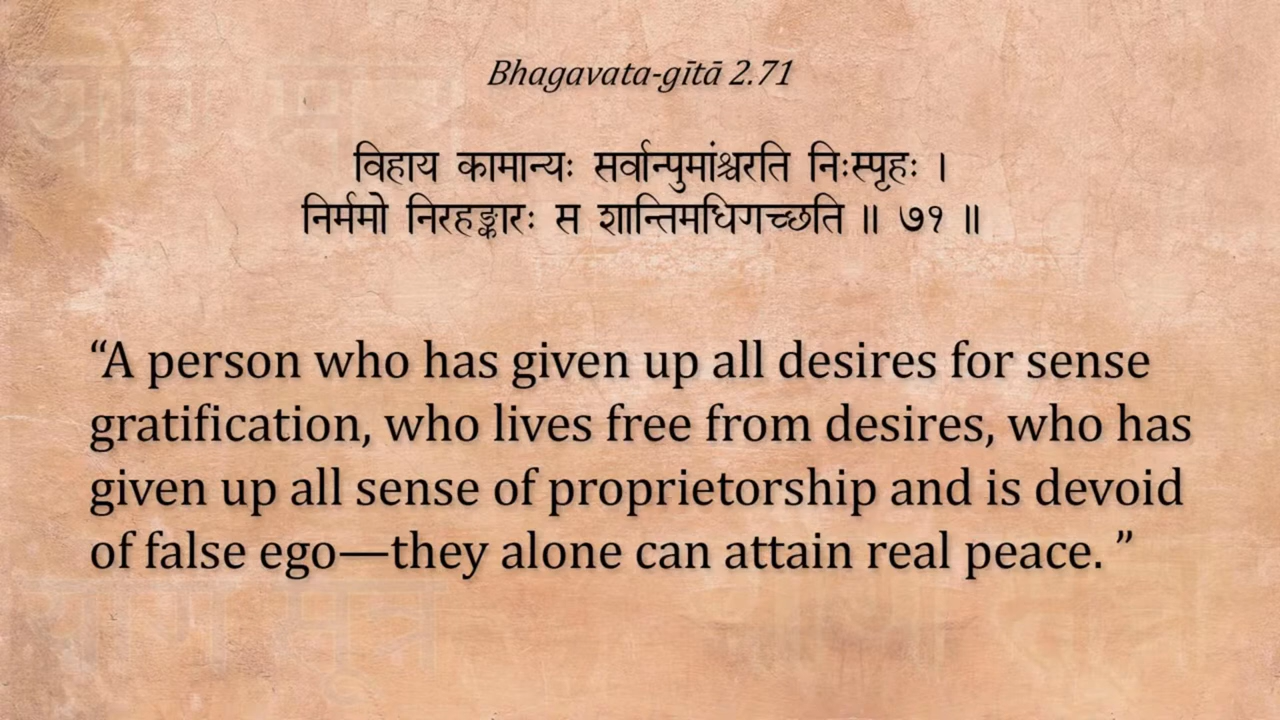 Bhagavata-gītā 2.71
विहाय कामान्यः सर्वान्पुमांश्चरति निःस्पृहः ।
निर्ममो निरहङ्कारः स शान्तिमधिगच्छति ॥ ७१ ॥
“A person who has given up all desires for sense
gratification, who lives free from desires, who has
given up all sense of proprietorship and is devoid
of false ego—they alone can attain real peace. ”